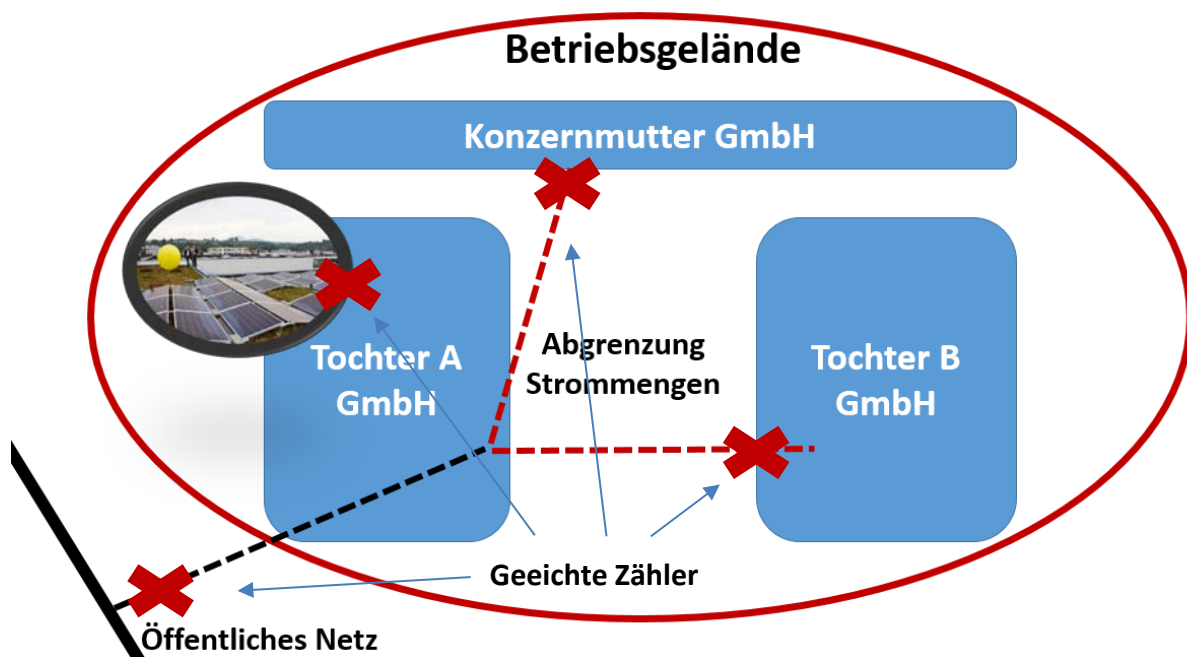 Betriebsgelände
Konzernmutter GmbH
Tochter A
GmbH
Abgrenzung
Strommengen
Tochter B
GmbH
Geeichte Zähler
Öffentliches Netz